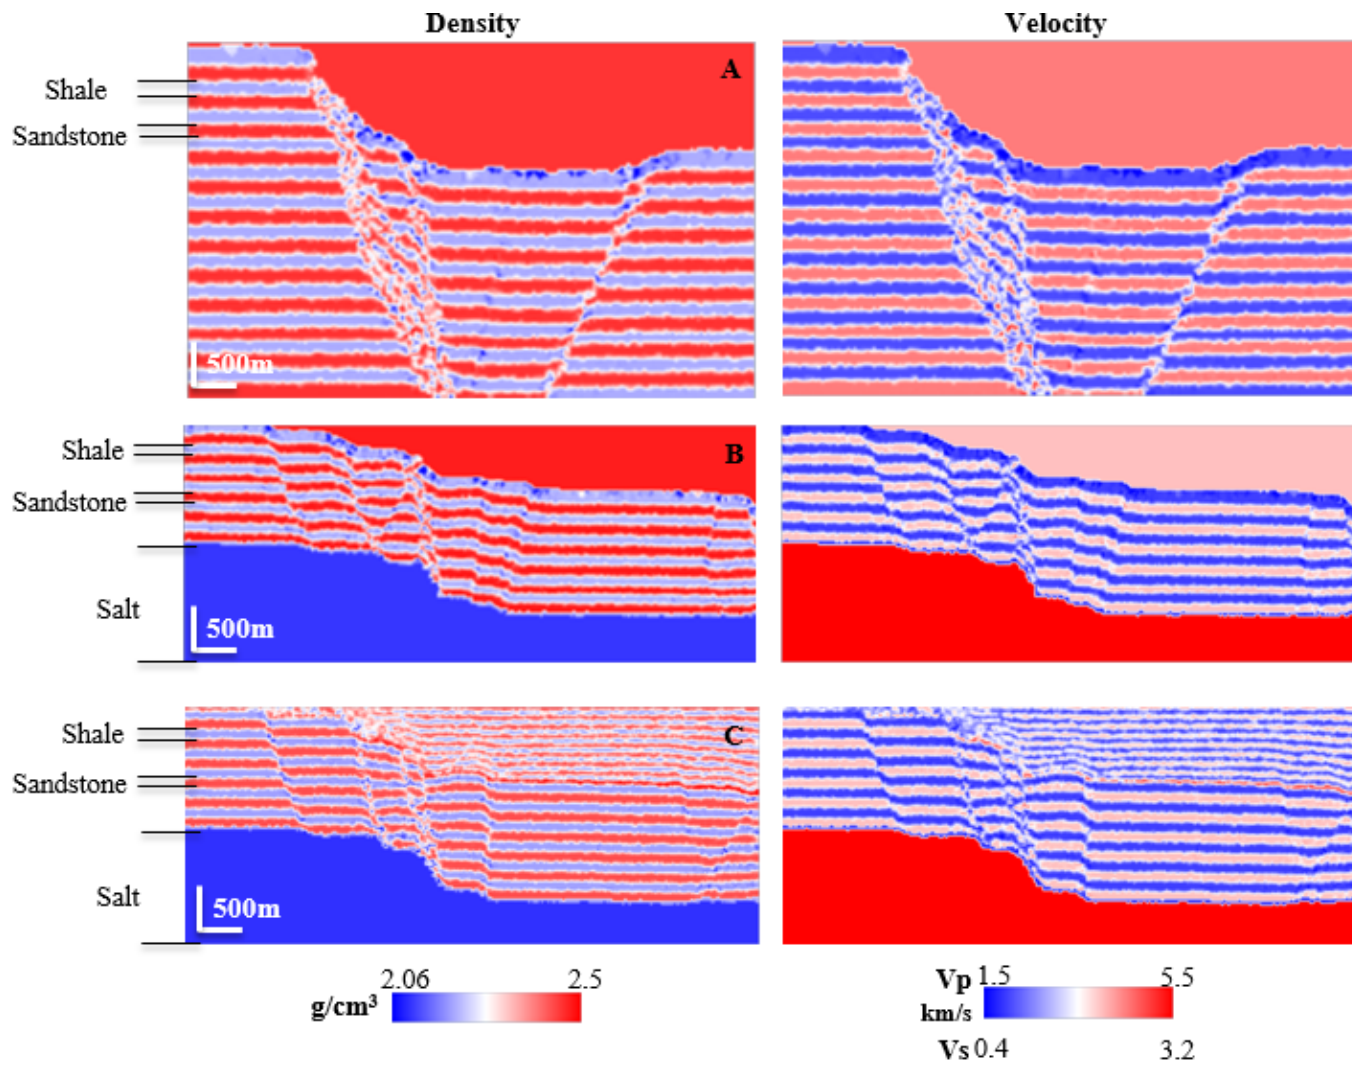 Density Velocity
A
Shale
Sandstone
500m
B
Shale
Sandstone
Salt
500m
C
Shale
Sandstone
Salt
500m
2.06 2.5
g/cm³
Vp 1.5 5.5
km/s
Vs 0.4 3.2